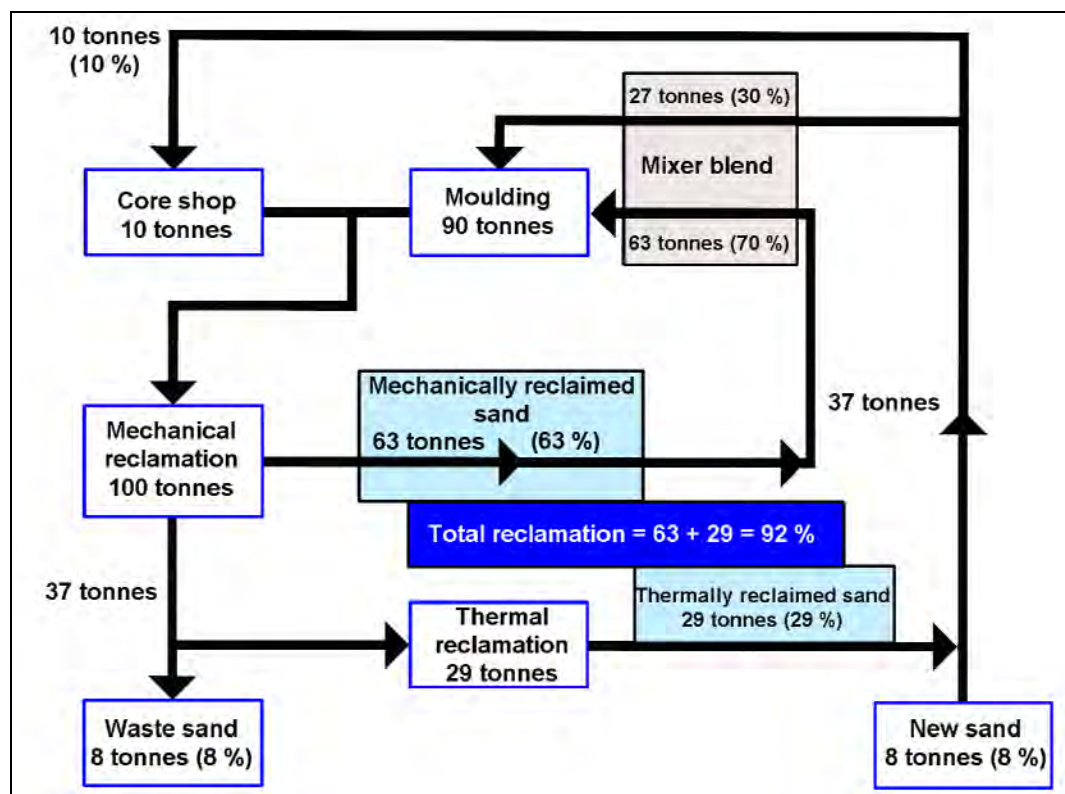 10 tonnes
(10 %)
27 tonnes (30 %)
Mixer blend
63 tonnes (70 %)
Core shop
10 tonnes
Moulding
90 tonnes
Mechanically reclaimed
sand
63 tonnes (63 %)
37 tonnes
Mechanical
reclamation
100 tonnes
Total reclamation = 63 + 29 = 92 %
37 tonnes
Thermal
reclamation
29 tonnes
Thermally reclaimed sand
29 tonnes (29 %)
Waste sand
8 tonnes (8 %)
New sand
8 tonnes (8 %)